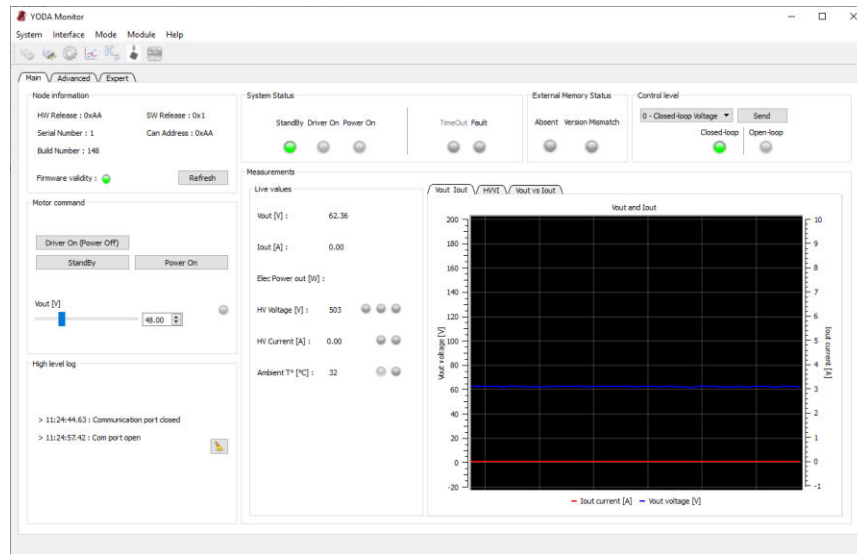 YODA Monitor
System Interface Mode Module Help
Main Advanced Expert
Node information
HW Release : 0xAA SW Release : 0x1
Serial Number : 1 Can Address : 0xAA
Build Number : 148
Firmware validity : Refresh
Motor command
Driver On (Power Off)
StandBy Power On
Vout [V]
48.00
High level log
> 11:24:44.63 : Communication port closed
> 11:24:57.42 : Com port open
System Status
StandBy Driver On Power On TimeOut Fault
External Memory Status
Absent Version Mismatch
Control level
0 - Closed-loop Voltage Send
Closed-loop Open-loop
Measurements
Live values
Vout [V] : 62.36
Iout [A] : 0.00
Elec Power out [W] :
HV Voltage [V] : 503
HV Current [A] : 0.00
Ambient T° [°C] : 32
Vout Iout HVVI Vout vs Iout
Vout and Iout
Vout voltage [V]
200
180
160
140
120
100
80
60
40
20
0
-20
Iout current [A]
10
9
8
7
6
5
4
3
2
1
0
-1
Iout current [A] Vout voltage [V]